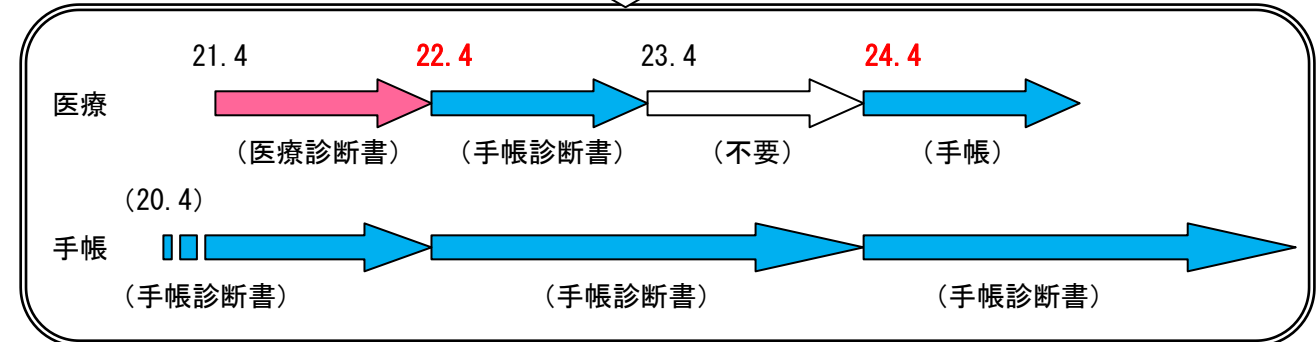 21.4 22.4 23.4 24.4
医療
（医療診断書） （手帳診断書） （不要） （手帳）
(20.4)
手帳
（手帳診断書） （手帳診断書） （手帳診断書）